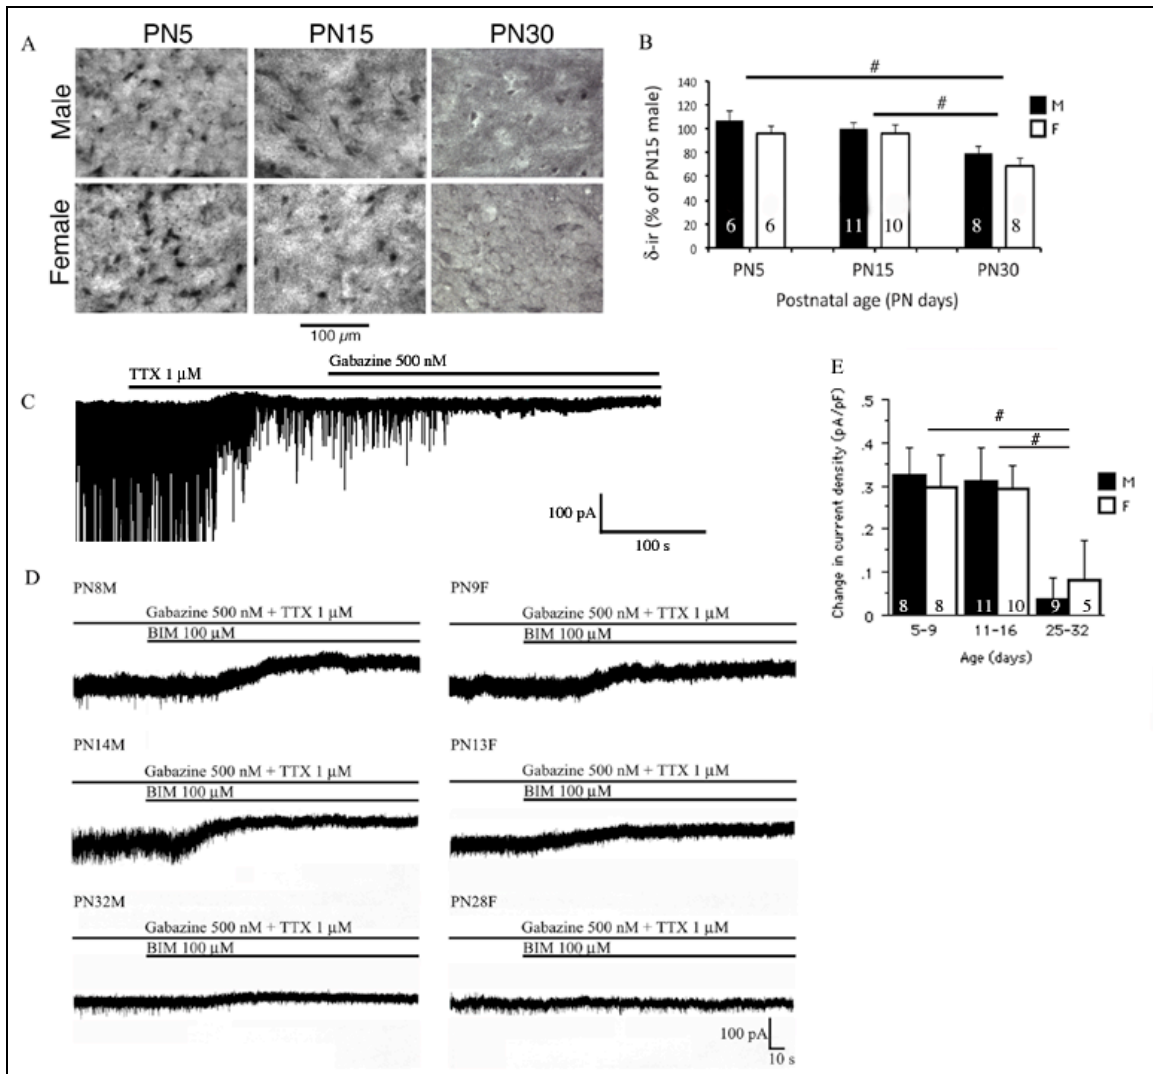 A
PN5 PN15 PN30
Male
Female
100 µm
B
δ-ir (% of PN15 male)
140
120
100
80
60
40
20
0
#
#
M
F
6 6 11 10 8 8
PN5 PN15 PN30
Postnatal age (PN days)
C
TTX 1 µM
Gabazine 500 nM
100 pA
100 s
D
PN8M
Gabazine 500 nM + TTX 1 µM
BIM 100 µM
PN9F
Gabazine 500 nM + TTX 1 µM
BIM 100 µM
PN14M
Gabazine 500 nM + TTX 1 µM
BIM 100 µM
PN13F
Gabazine 500 nM + TTX 1 µM
BIM 100 µM
PN32M
Gabazine 500 nM + TTX 1 µM
BIM 100 µM
PN28F
Gabazine 500 nM + TTX 1 µM
BIM 100 µM
100 pA
10 s
E
Change in current density (pA/pF)
.5
.4
.3
.2
.1
0
#
#
M
F
8 8 11 10 9 5
5-9 11-16 25-32
Age (days)